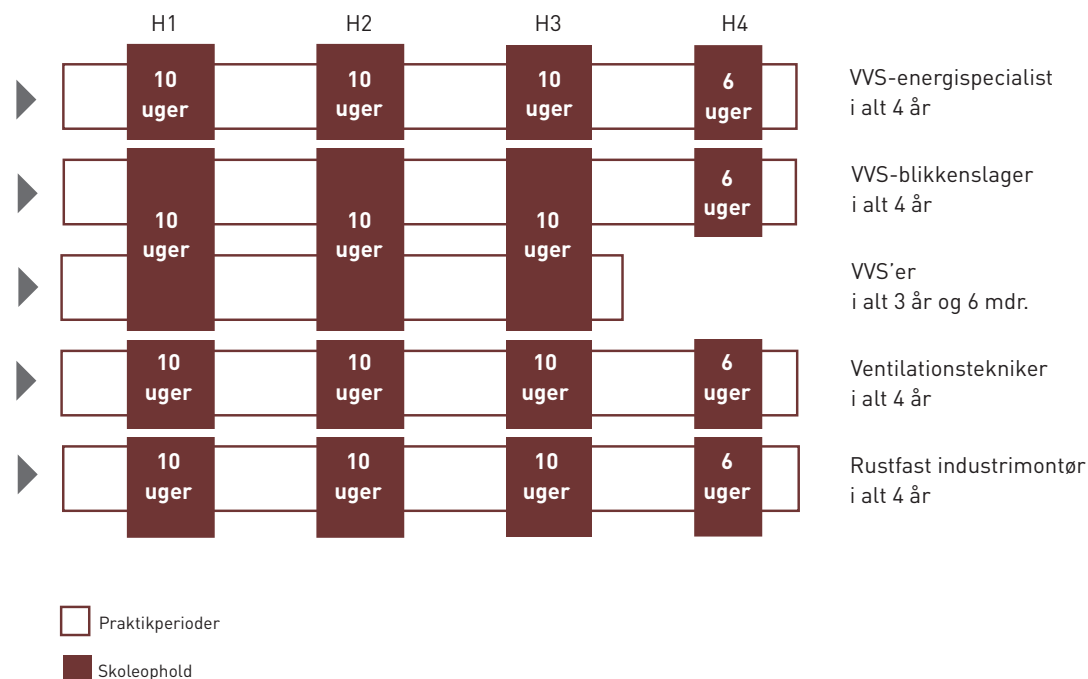 H1 H2 H3 H4
10 uger 10 uger 10 uger 6 uger
VVS-energispecialist
i alt 4 år
10 uger 10 uger 10 uger 6 uger
VVS-blikkenslager
i alt 4 år
VVS'er
i alt 3 år og 6 mdr.
10 uger 10 uger 10 uger 6 uger
Ventilationstekniker
i alt 4 år
10 uger 10 uger 10 uger 6 uger
Rustfast industrimontør
i alt 4 år
Praktikperioder
Skoleophold